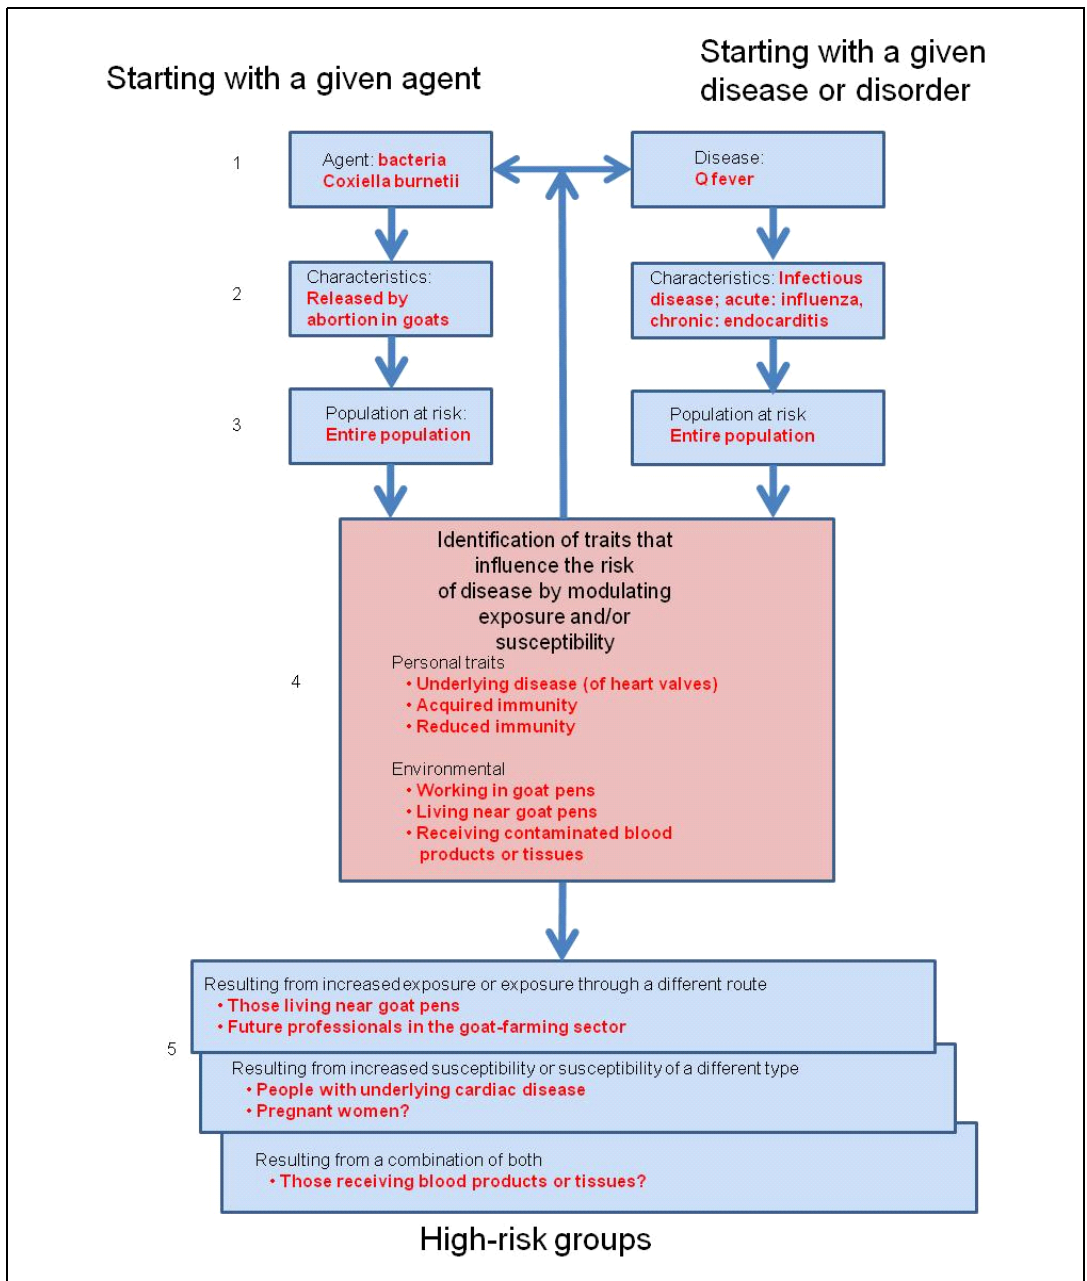 Starting with a given agent
Starting with a given
disease or disorder
1
Agent: bacteria
Coxiella burnetii
Disease:
Q fever
2
Characteristics:
Released by
abortion in goats
Characteristics: Infectious
disease; acute: influenza,
chronic: endocarditis
3
Population at risk:
Entire population
Population at risk
Entire population
4
Identification of traits that
influence the risk
of disease by modulating
exposure and/or
susceptibility
Personal traits
• Underlying disease (of heart valves)
• Acquired immunity
• Reduced immunity
Environmental
• Working in goat pens
• Living near goat pens
• Receiving contaminated blood
products or tissues
5
Resulting from increased exposure or exposure through a different route
• Those living near goat pens
• Future professionals in the goat-farming sector
Resulting from increased susceptibility or susceptibility of a different type
• People with underlying cardiac disease
• Pregnant women?
Resulting from a combination of both
• Those receiving blood products or tissues?
High-risk groups